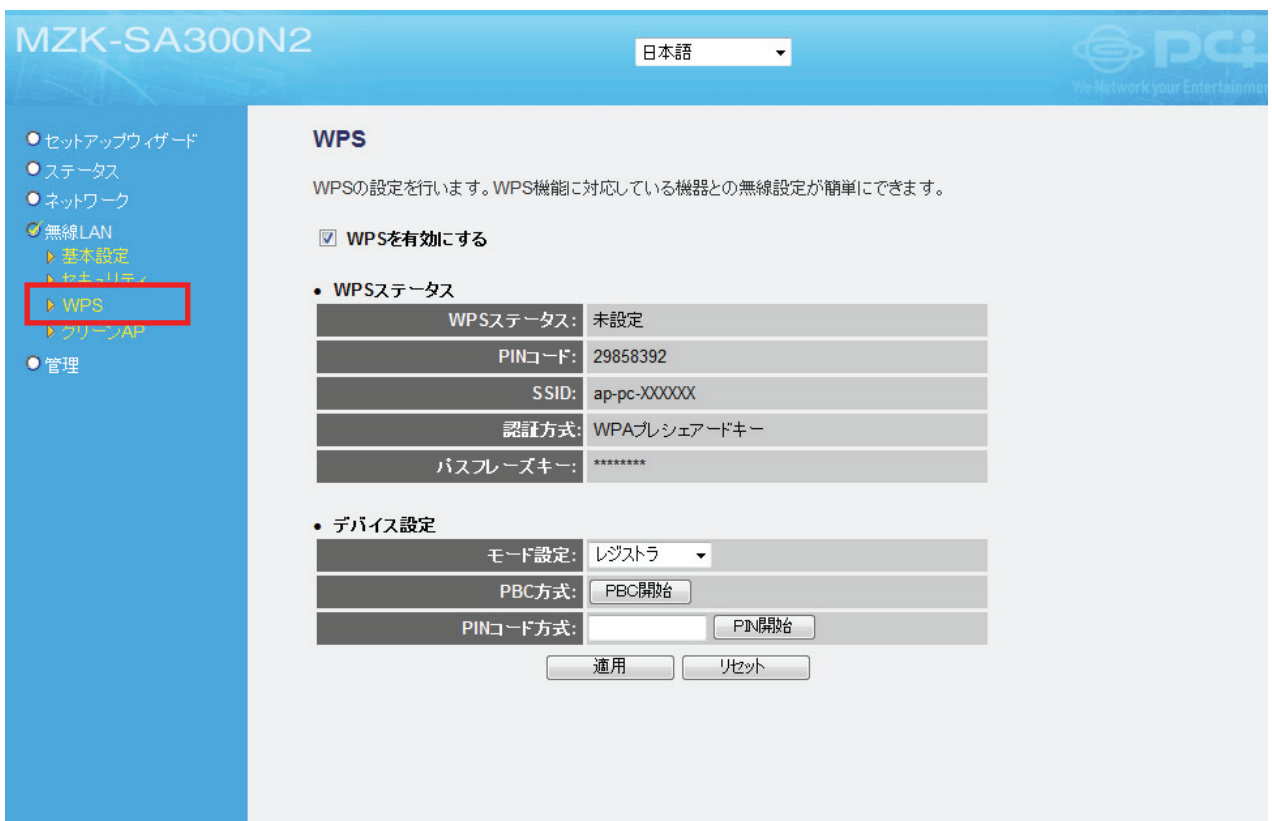 MZK-SA300N2
日本語
PCi
We Network your Entertainmen
セットアップウィザード
ステータス
ネットワーク
無線LAN
基本設定
セキュリティ
WPS
グリーンAP
管理
WPS
WPSの設定を行います。WPS機能に対応している機器との無線設定が簡単にできます。
WPSを有効にする
• WPSステータス
WPSステータス: 未設定
PINコード: 29858392
SSID: ap-pc-XXXXXX
認証方式: WPAプレシェアードキー
パスフレーズキー: ********
• デバイス設定
モード設定: レジストラ
PBC方式: PBC開始
PINコード方式: PIN開始
適用 リセット